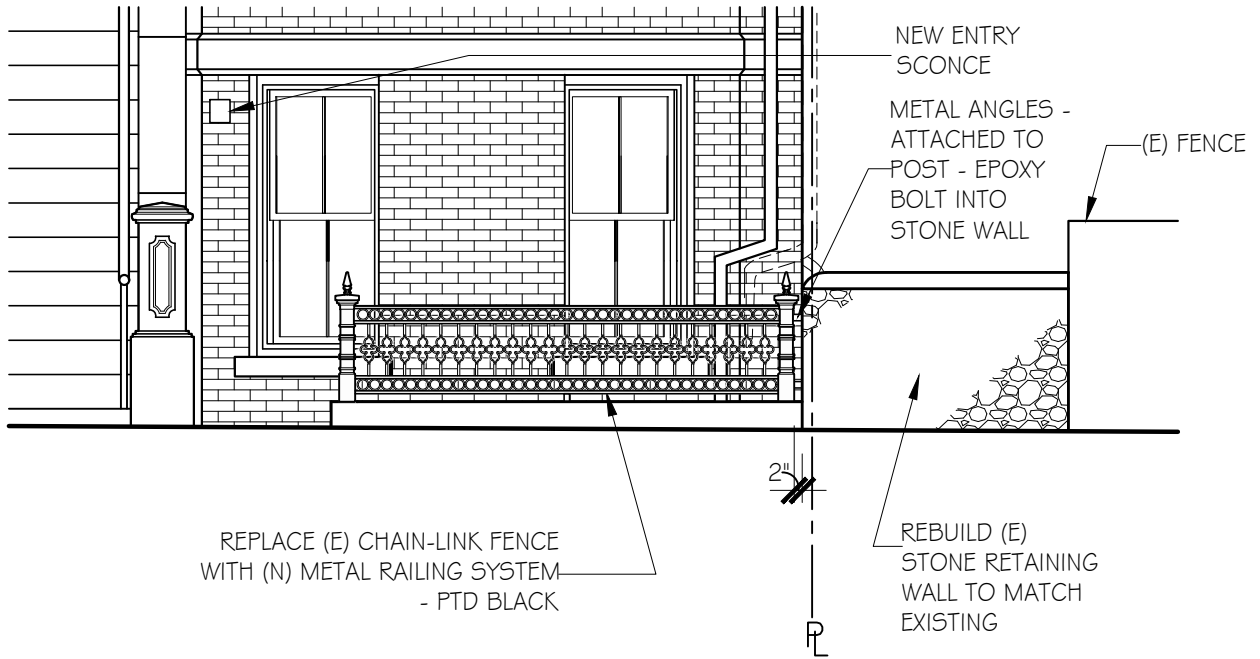 NEW ENTRY
SCONCE
METAL ANGLES -
ATTACHED TO
POST - EPOXY
BOLT INTO
STONE WALL
(E) FENCE
2"
REPLACE (E) CHAIN-LINK FENCE
WITH (N) METAL RAILING SYSTEM
- PTD BLACK
REBUILD (E)
STONE RETAINING
WALL TO MATCH
EXISTING
PL